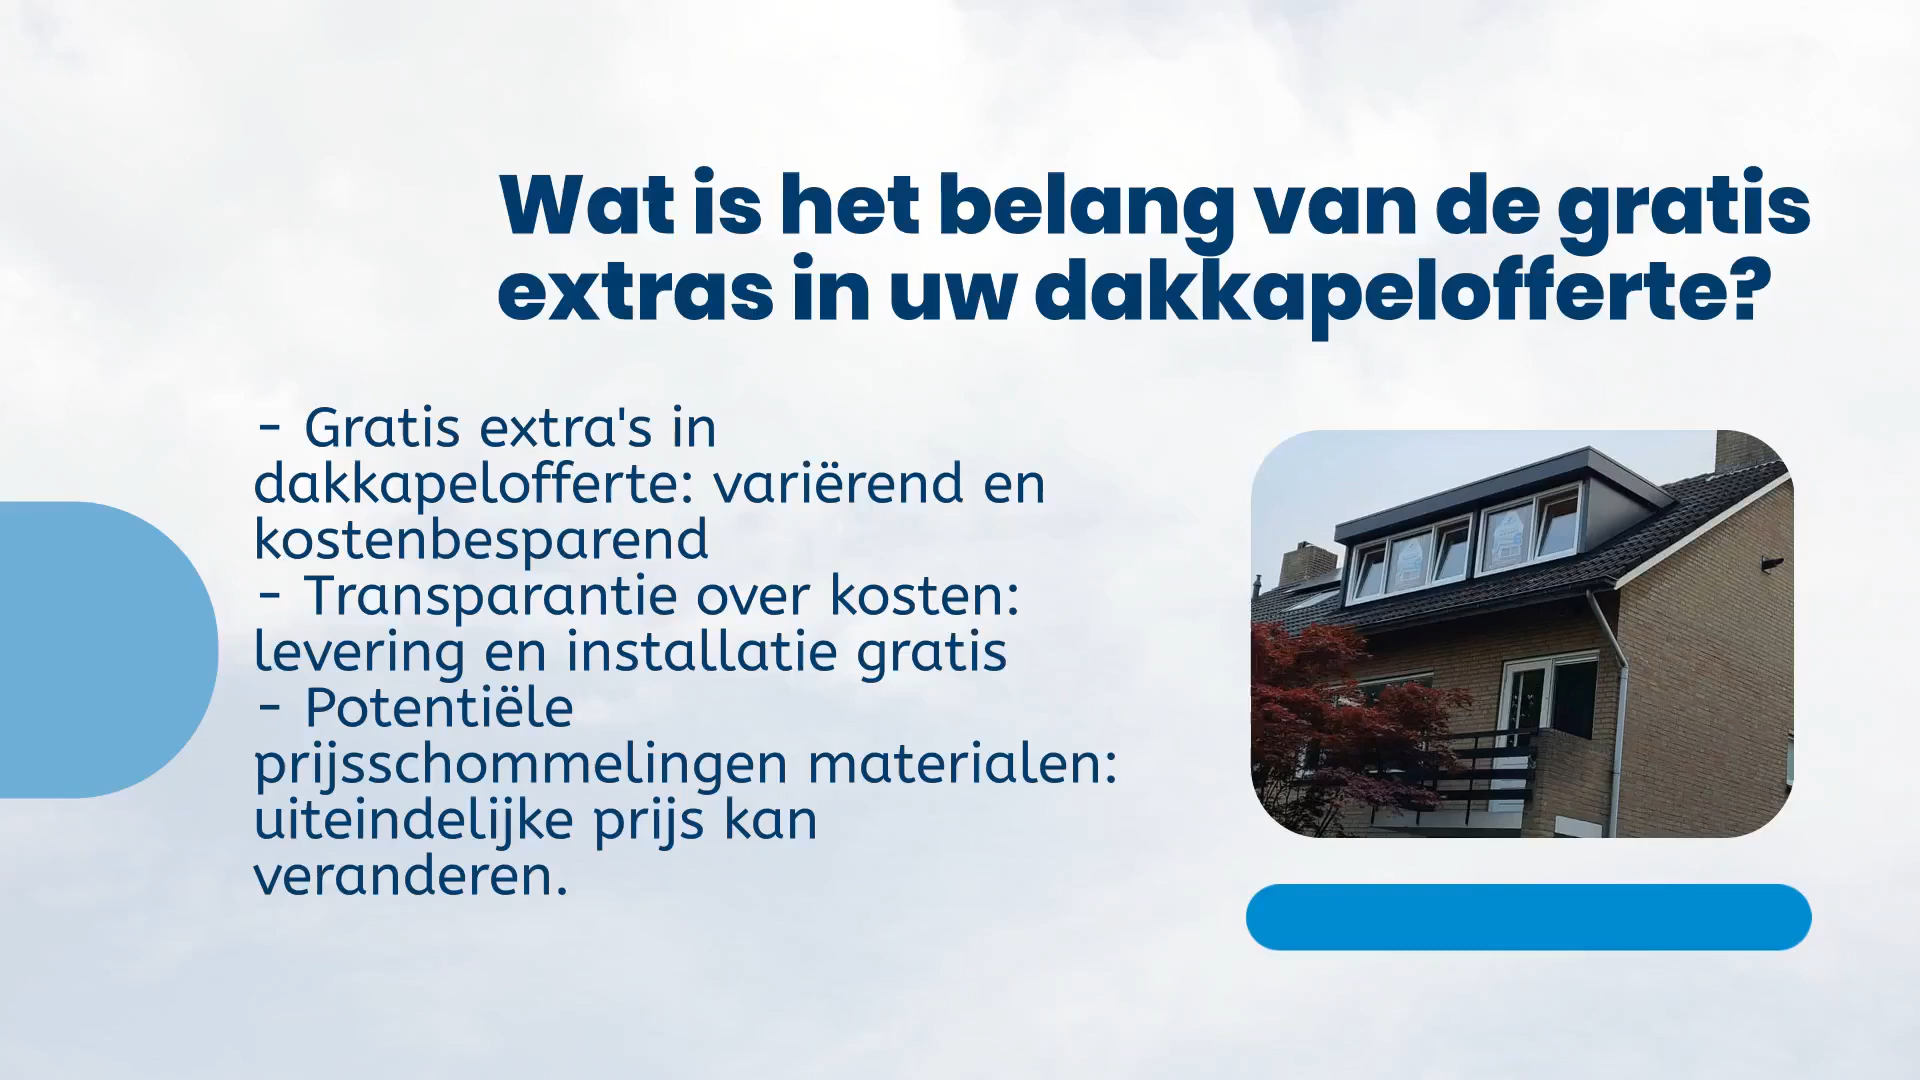 Wat is het belang van de gratis
extras in uw dakkapelofferte?
- Gratis extra's in
dakkapelofferte: variërend en
kostenbesparend
- Transparantie over kosten:
levering en installatie gratis
- Potentiële
prijsschommelingen materialen:
uiteindelijke prijs kan
veranderen.